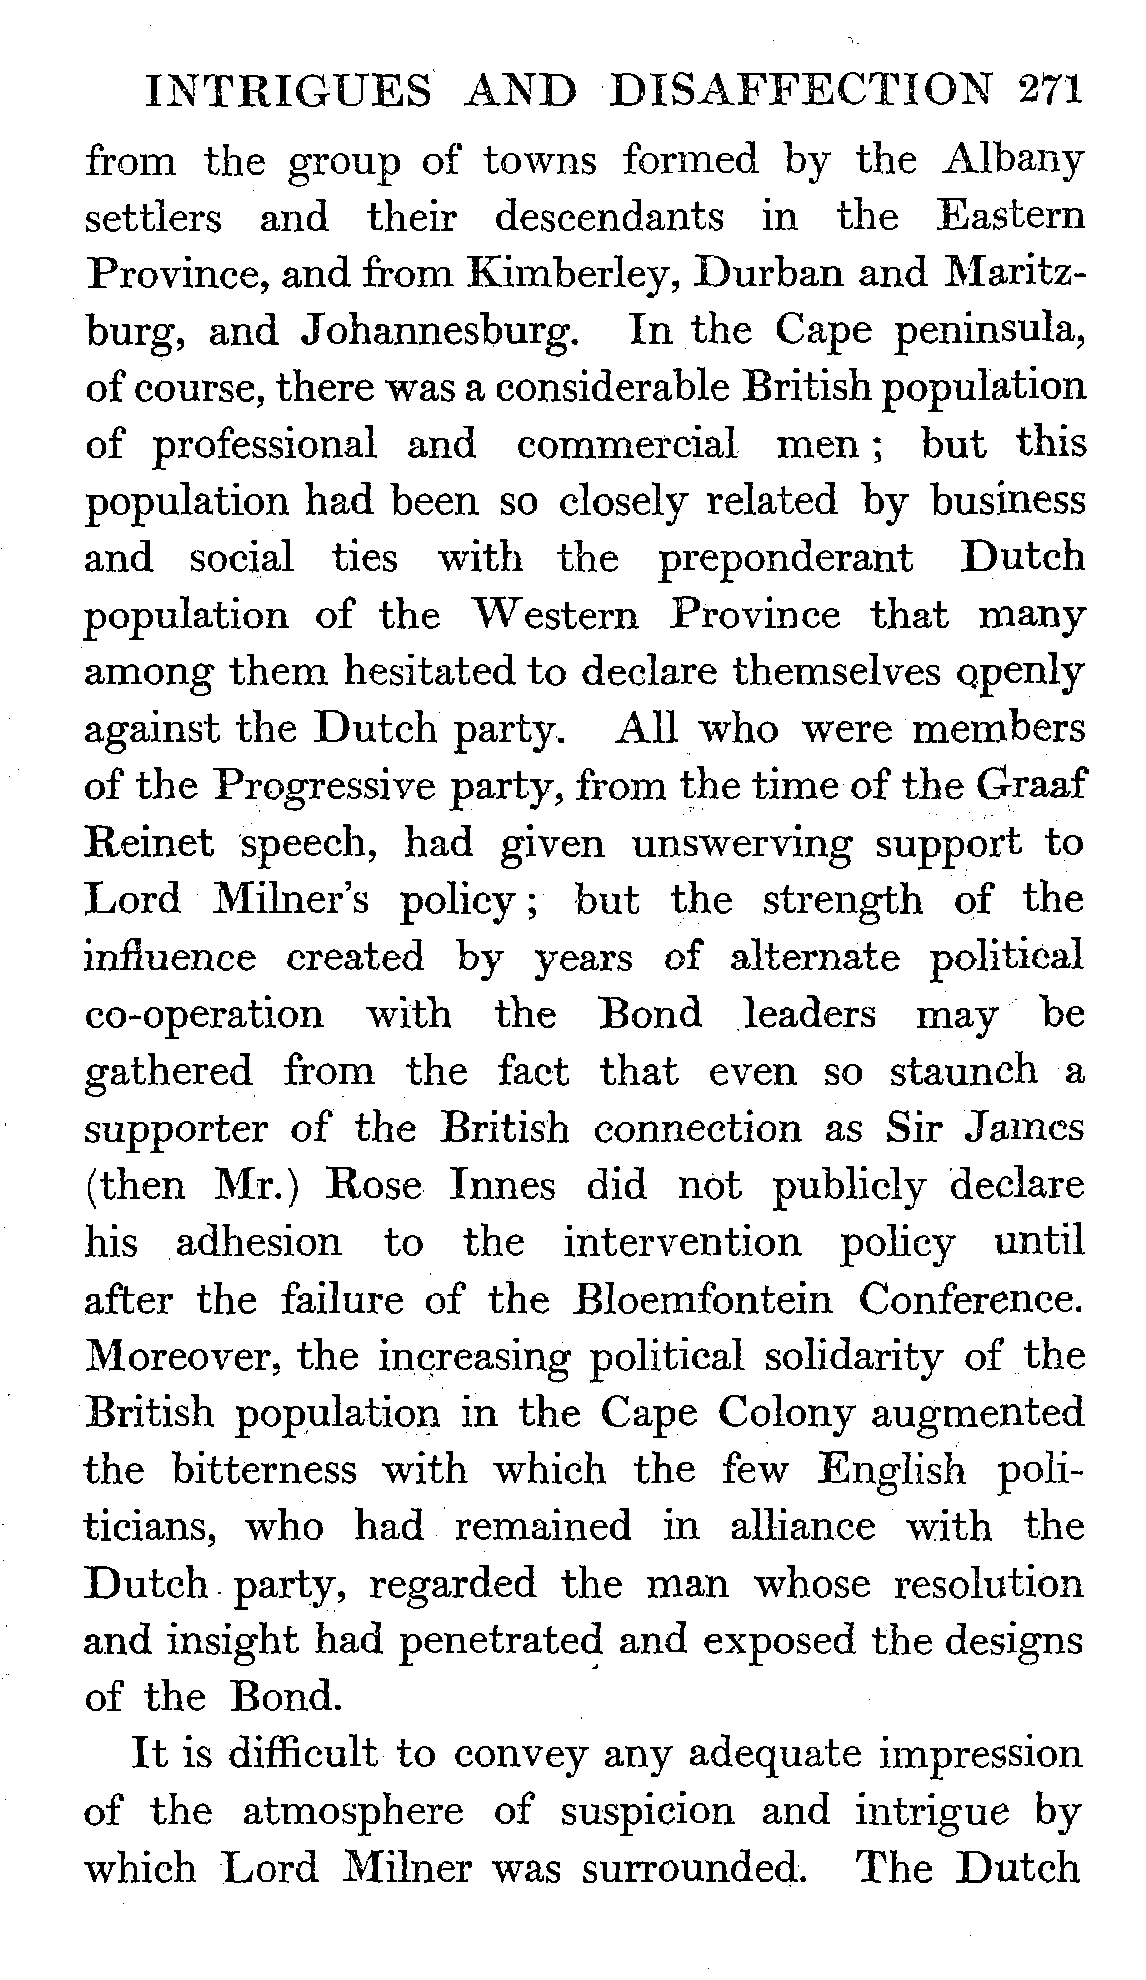 INTRIGUES AND DISAFFECTION 271
from the group of towns formed by the Albany
settlers and their descendants in the Eastern
Province, and from Kimberley, Durban and Maritz-
burg, and Johannesburg. In the Cape peninsula,
of course, there was a considerable British population
of professional and commercial men ; but this
population had been so closely related by business
and social ties with the preponderant Dutch
population of the Western Province that many
among them hesitated to declare themselves openly
against the Dutch party. All who were members
of the Progressive party, from the time of the Graaf
Reinet speech, had given unswerving support to
Lord Milner's policy ; but the strength of the
influence created by years of alternate political
co-operation with the Bond leaders may be
gathered from the fact that even so staunch a
supporter of the British connection as Sir James
(then Mr.) Rose Innes did not publicly declare
his adhesion to the intervention policy until
after the failure of the Bloemfontein Conference.
Moreover, the increasing political solidarity of the
British population in the Cape Colony augmented
the bitterness with which the few English poli-
ticians, who had remained in alliance with the
Dutch party, regarded the man whose resolution
and insight had penetrated and exposed the designs
of the Bond.
It is difficult to convey any adequate impression
of the atmosphere of suspicion and intrigue by
which Lord Milner was surrounded. The Dutch